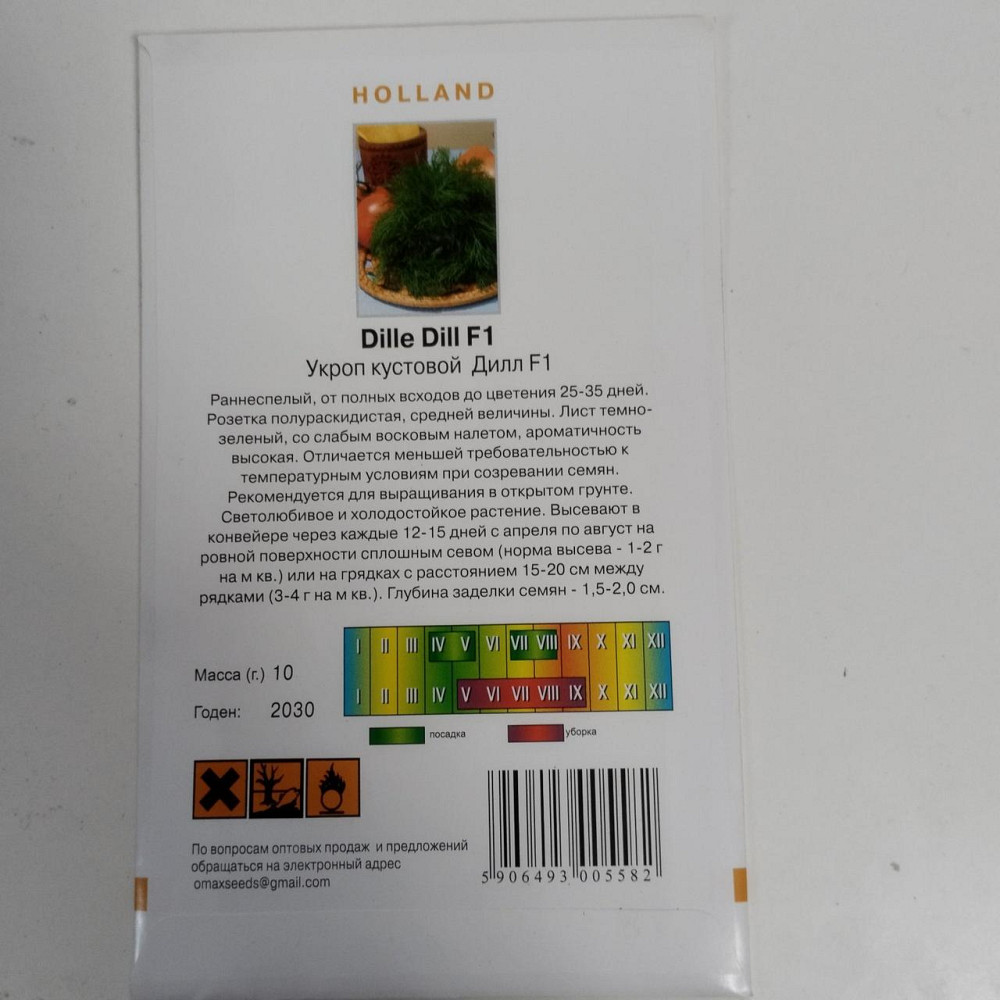 HOLLAND
Dille Dill F1
Укроп кустовой Дилл F1
Раннеспелый, от полных всходов до цветения 25-35 дней.
Розетка полураскидистая, средней величины. Лист темно-
зеленый, со слабым восковым налетом, ароматичность
высокая. Отличается меньшей требовательностью к
температурным условиям при созревании семян.
Рекомендуется для выращивания в открытом грунте.
Светолюбивое и холодостойкое растение. Высевают в
конвейере через каждые 12-15 дней с апреля по август на
ровной поверхности сплошным севом (норма высева - 1-2 г
на м кв.) или на грядках с расстоянием 15-20 см между
рядками (3-4 г на м кв.). Глубина заделки семян - 1,5-2,0 см.
I II III IV V VI VII VIII IX X XI XII
Масса (г.) 10
I II III IV V VI VII VIII IX X XI XII
Годен: 2030
посадка уборка
По вопросам оптовых продаж и предложений
обращаться на электронный адрес
omaxseeds@gmail.com
5 906493 005582